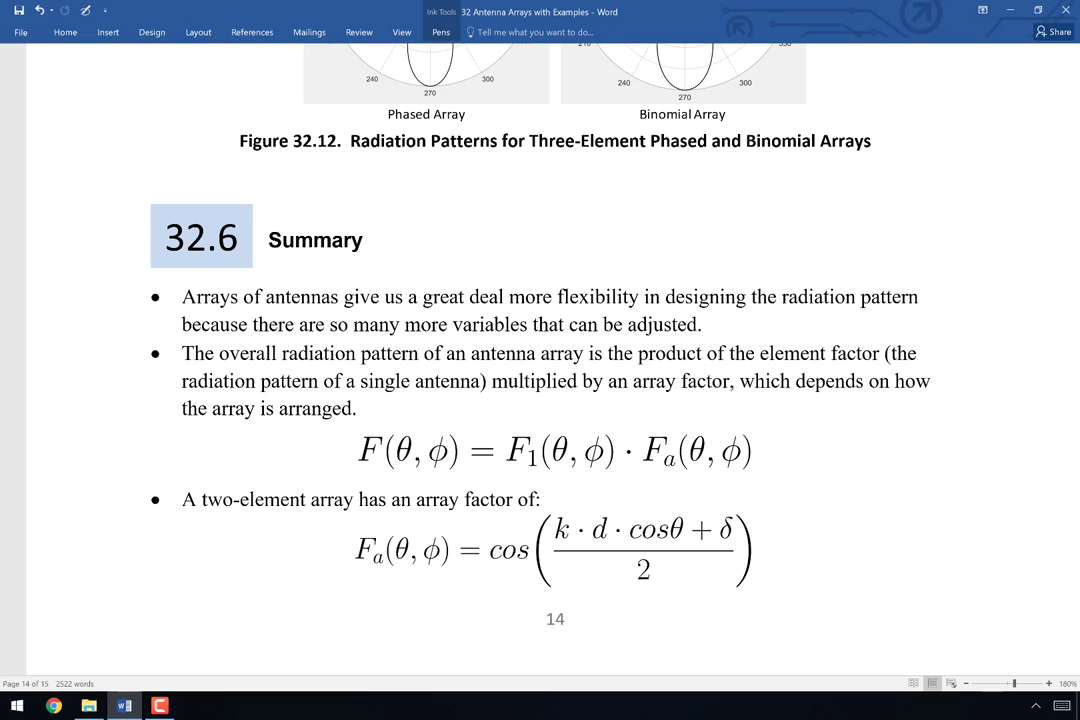 Ink Tools 32 Antenna Arrays with Examples - Word
File Home Insert Design Layout References Mailings Review View Pens Tell me what you want to do... Share
240 270 300
240 270 300
270 330
Phased Array Binomial Array
Figure 32.12. Radiation Patterns for Three-Element Phased and Binomial Arrays
32.6 Summary
• Arrays of antennas give us a great deal more flexibility in designing the radiation pattern
because there are so many more variables that can be adjusted.
• The overall radiation pattern of an antenna array is the product of the element factor (the
radiation pattern of a single antenna) multiplied by an array factor, which depends on how
the array is arranged.
F(θ, ϕ) = F₁(θ, ϕ) · Fₐ(θ, ϕ)
• A two-element array has an array factor of:
Fₐ(θ, ϕ) = cos((k · d · cosθ + δ)/2)
14
Page 14 of 15 2522 words 180%